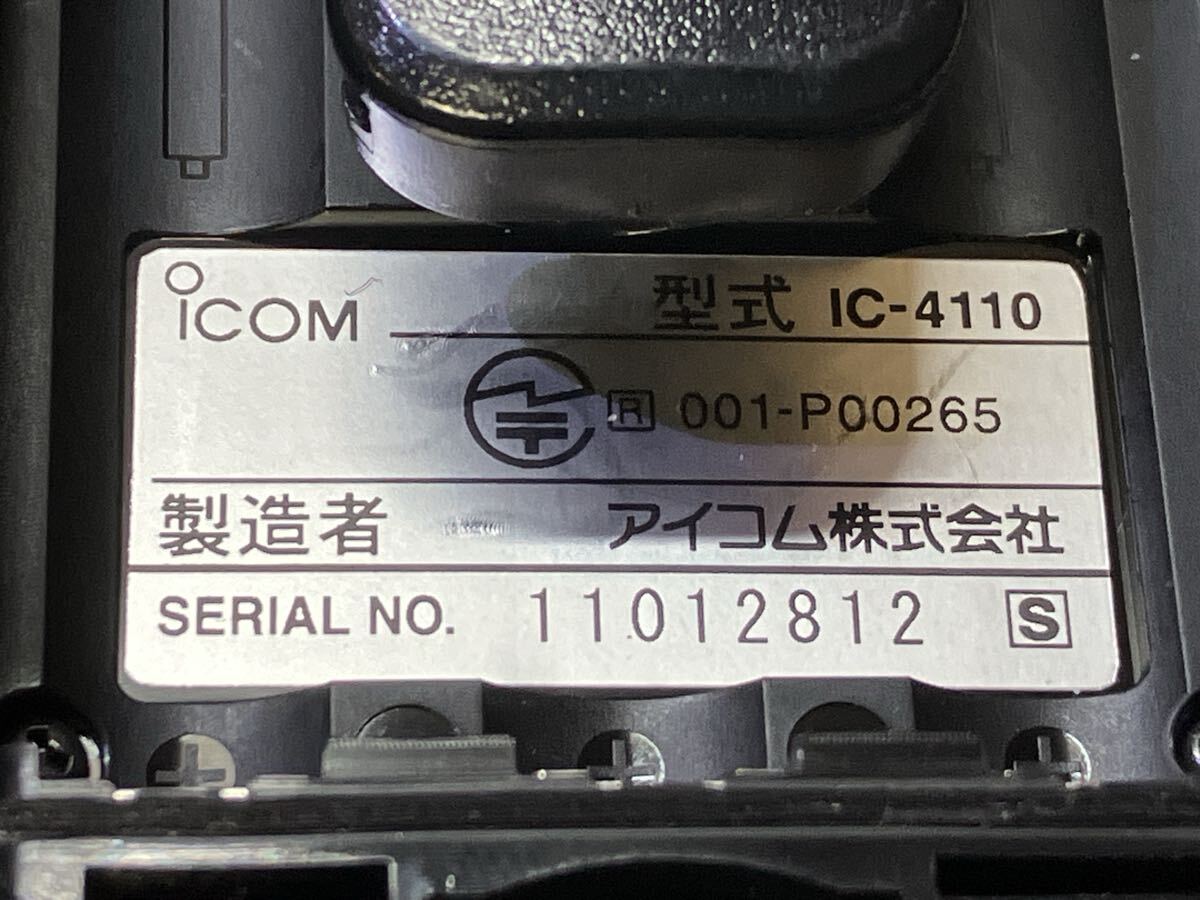 iCOM 型式 IC-4110
R 001-P00265
製造者 アイコム株式会社
SERIAL NO. 11012812 S